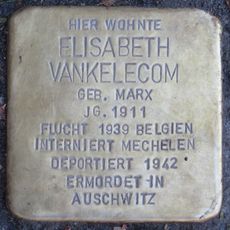 HIER WOHNTE
ELISABETH
VANKELECOM
GEB. MARX
JG. 1911
FLUCHT 1939 BELGIEN
INTERNIERT MECHELEN
DEPORTIERT 1942
ERMORDET IN
AUSCHWITZ